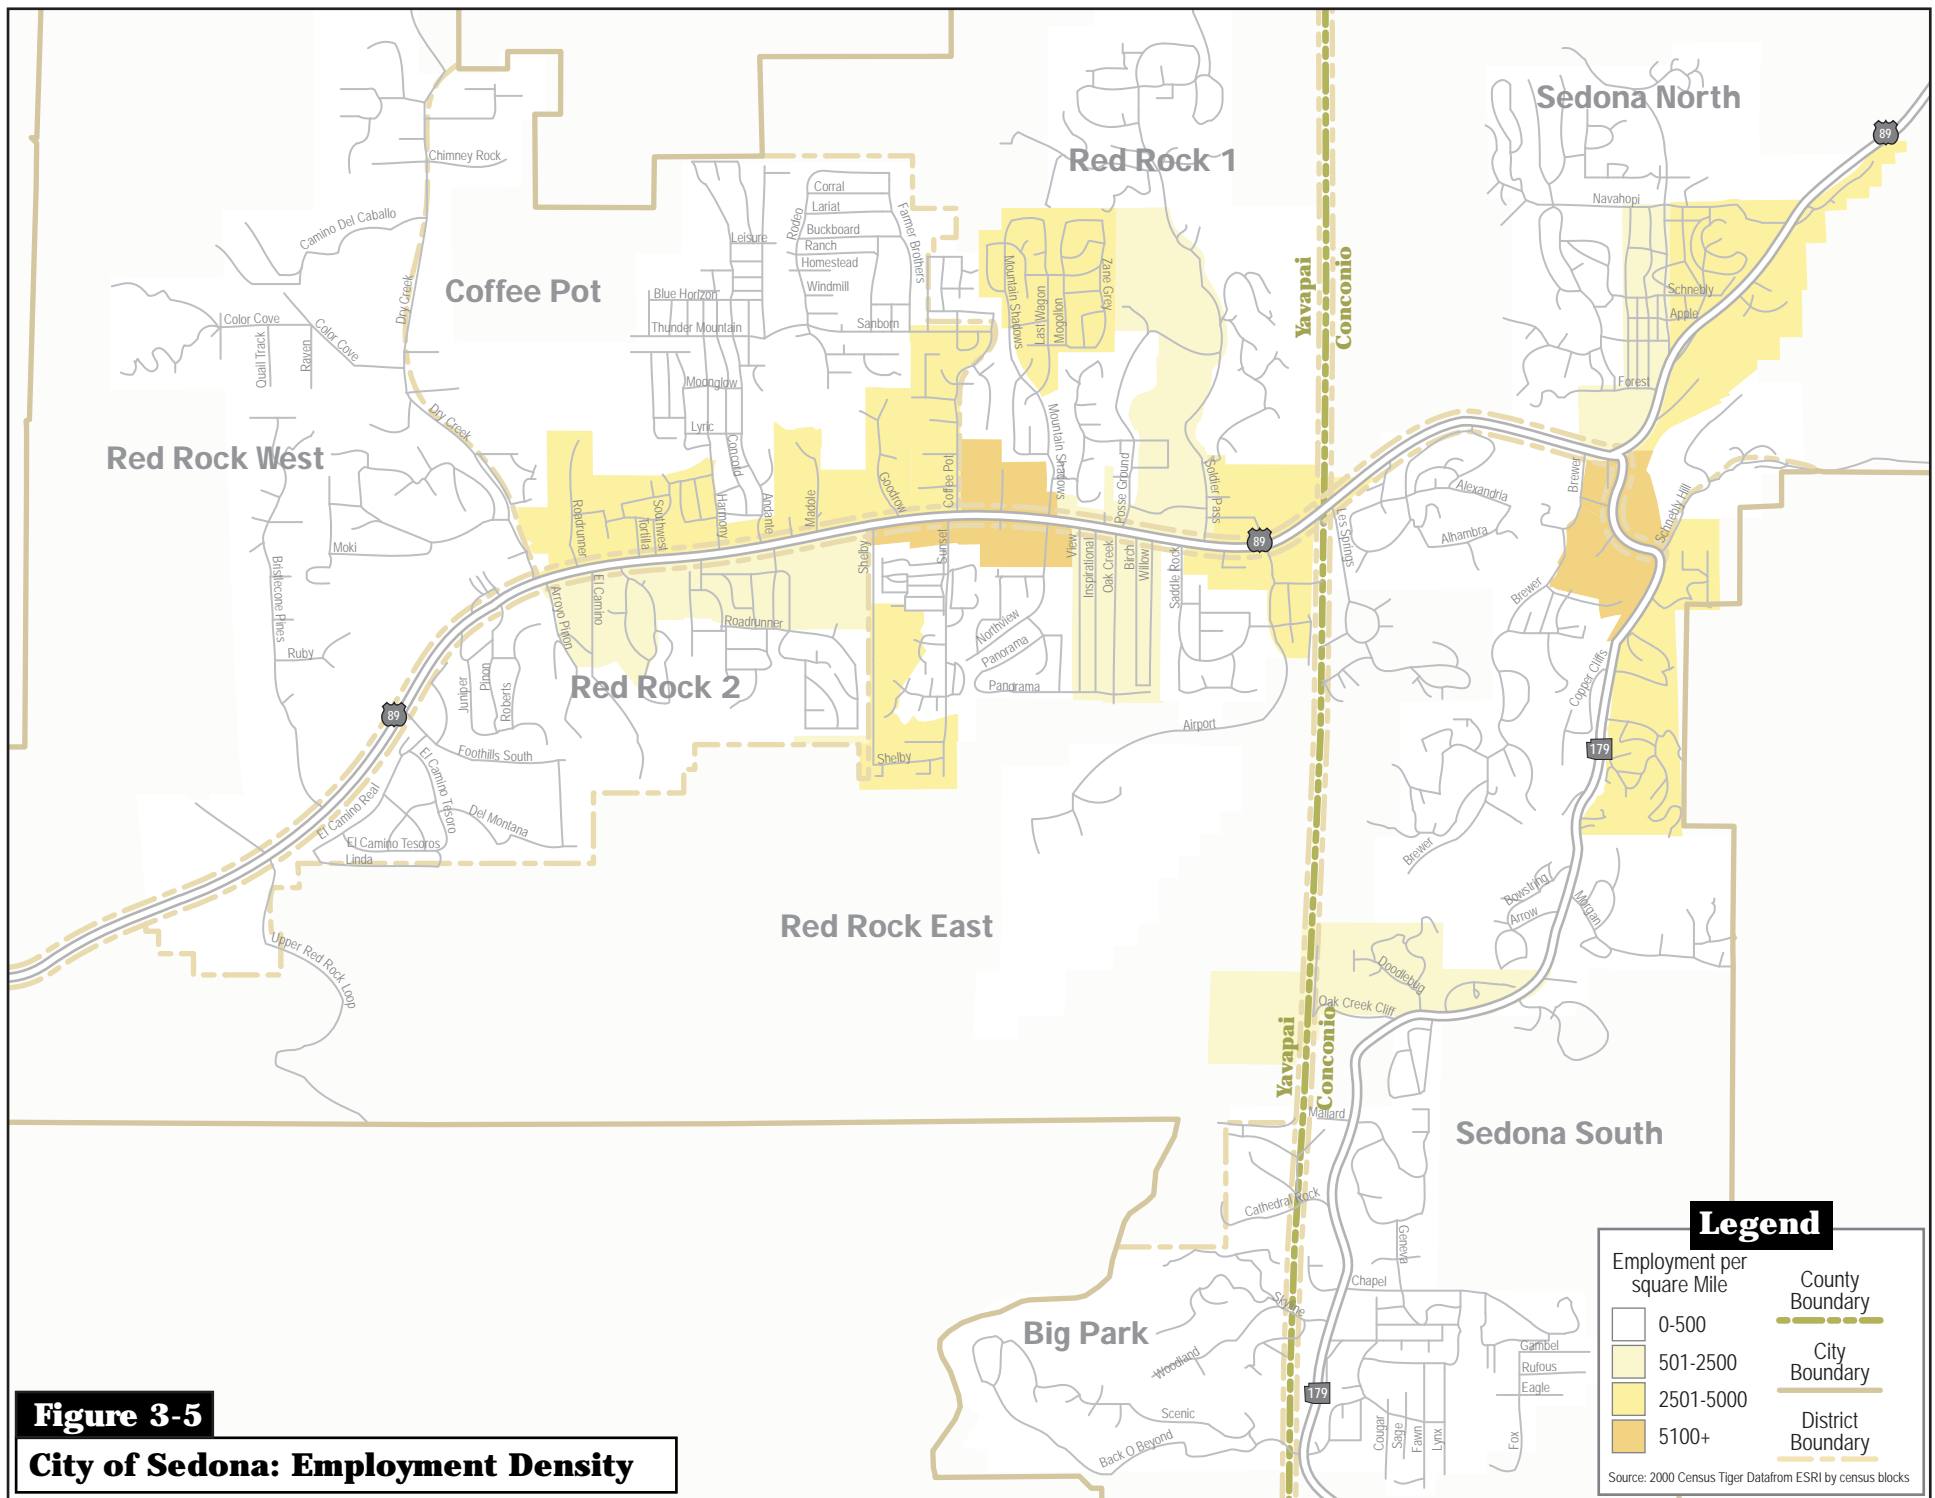 Sedona North
89
Red Rock 1
Chimney Rock
Corral
Lariat
Rodeo
Farmer Brothers
Buckboard
Leisure
Ranch
Homestead
Windmill
Navahopi
Camino Del Caballo
Coffee Pot
Dry Creek
Blue Horizon
Thunder Mountain
Sanborn
Mountain Shadows
Last Wagon
Mogollon
Zane Grey
Yavapai
Conconio
Schnebly
Apple
Color Cove
Color Cove
Quail Track
Raven
Moonglow
Forest
Dry Creek
Lyric
Concord
Mountain Shadows
Red Rock West
Goodrow
Coffee Pot
Posse Ground
Soldier Pass
Brewer
Alexandria
Schnebly Hill
Roadrunner
Southwest
Tortilla
Harmony
Andante
Madole
89
Les Springs
Alhambra
Moki
Shelby
Sunset
View
Inspirational
Oak Creek
Birch
Willow
Saddle Rock
Bristlecone Pines
Arroyo Pinon
El Camino
Roadrunner
Brewer
Northview
Panorama
Panorama
Ruby
Juniper
Pinon
Roberts
Red Rock 2
Copper Cliffs
89
Airport
179
Foothills South
Shelby
El Camino Tesoro
El Camino Real
Del Montana
El Camino Tesoros
Linda
Brewer
Bowstring
Arrow
Morgan
Red Rock East
Upper Red Rock Loop
Doodlebug
Oak Creek Cliff
Yavapai
Conconio
Mallard
Sedona South
Cathedral Rock
Geneva
Chapel
Skyline
Big Park
Woodland
Gambel
Rufous
Eagle
179
Scenic
Back O Beyond
Cougar
Sage
Fawn
Lynx
Fox
Legend
Employment per
square Mile
0-500
501-2500
2501-5000
5100+
County
Boundary
City
Boundary
District
Boundary
Source: 2000 Census Tiger Datafrom ESRI by census blocks
Figure 3-5
City of Sedona: Employment Density